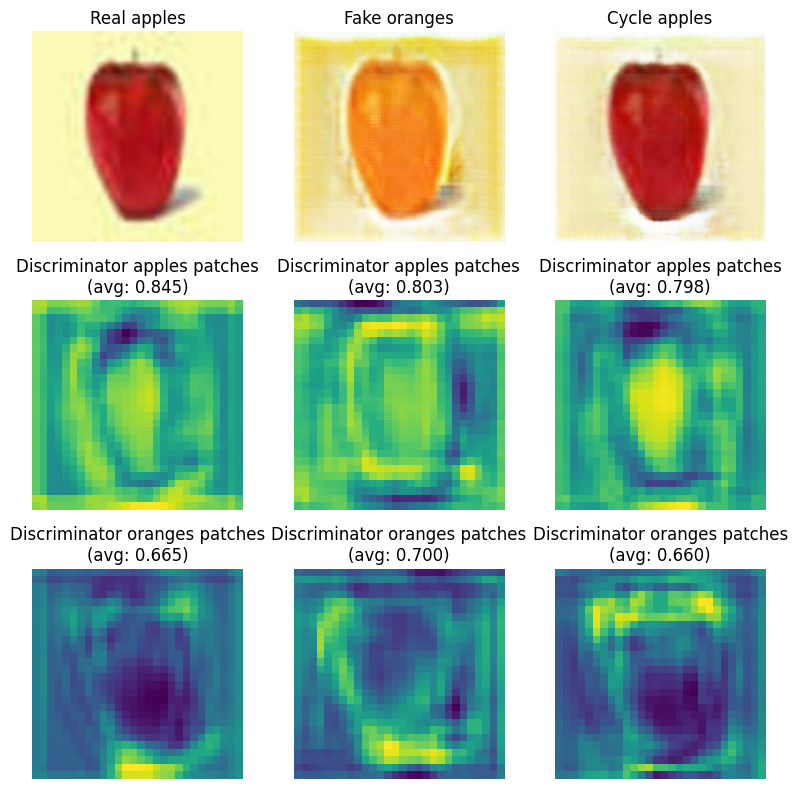 Real apples
Fake oranges
Cycle apples
Discriminator apples patches
(avg: 0.845)
Discriminator apples patches
(avg: 0.803)
Discriminator apples patches
(avg: 0.798)
Discriminator oranges patches
(avg: 0.665)
Discriminator oranges patches
(avg: 0.700)
Discriminator oranges patches
(avg: 0.660)